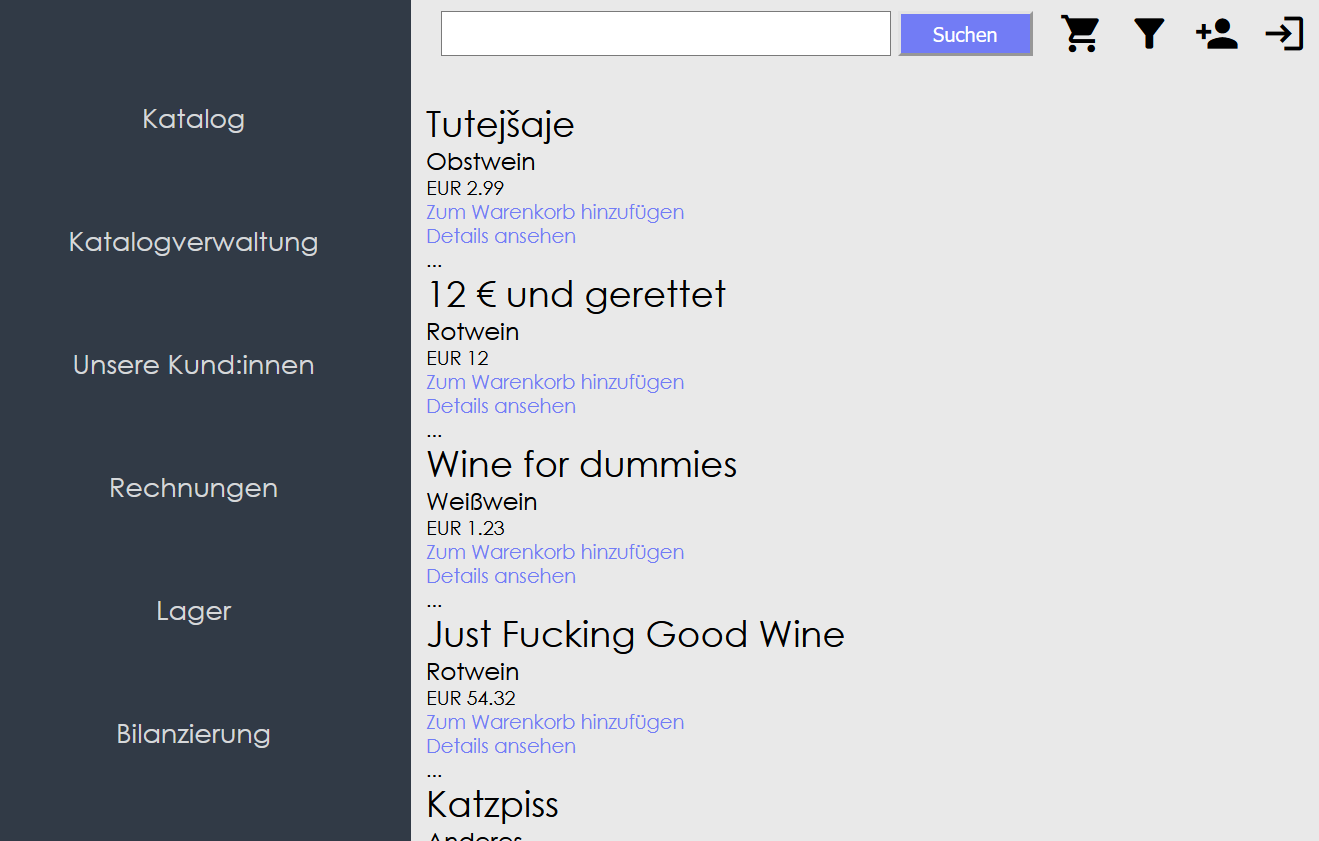 Suchen
Katalog
Katalogverwaltung
Unsere Kund:innen
Rechnungen
Lager
Bilanzierung
Tutejšaje
Obstwein
EUR 2.99
Zum Warenkorb hinzufügen
Details ansehen
...
12 € und gerettet
Rotwein
EUR 12
Zum Warenkorb hinzufügen
Details ansehen
...
Wine for dummies
Weißwein
EUR 1.23
Zum Warenkorb hinzufügen
Details ansehen
...
Just Fucking Good Wine
Rotwein
EUR 54.32
Zum Warenkorb hinzufügen
Details ansehen
...
Katzpiss
Anderes